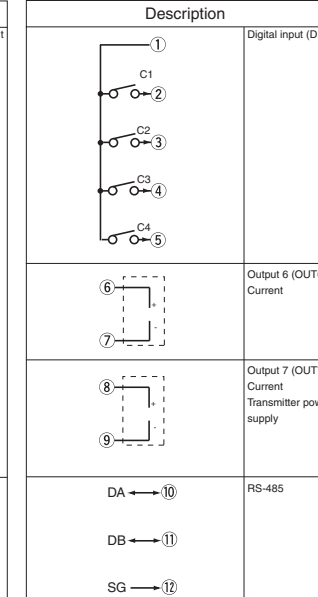 Description
Digital input (D
①
C1
②
C2
③
C3
④
C4
⑤
Output 6 (OUT
Current
⑥
+
-
⑦
Output 7 (OUT
Current
Transmitter pow
supply
⑧
+
-
⑨
RS-485
DA ⑩
DB ⑪
SG ⑫